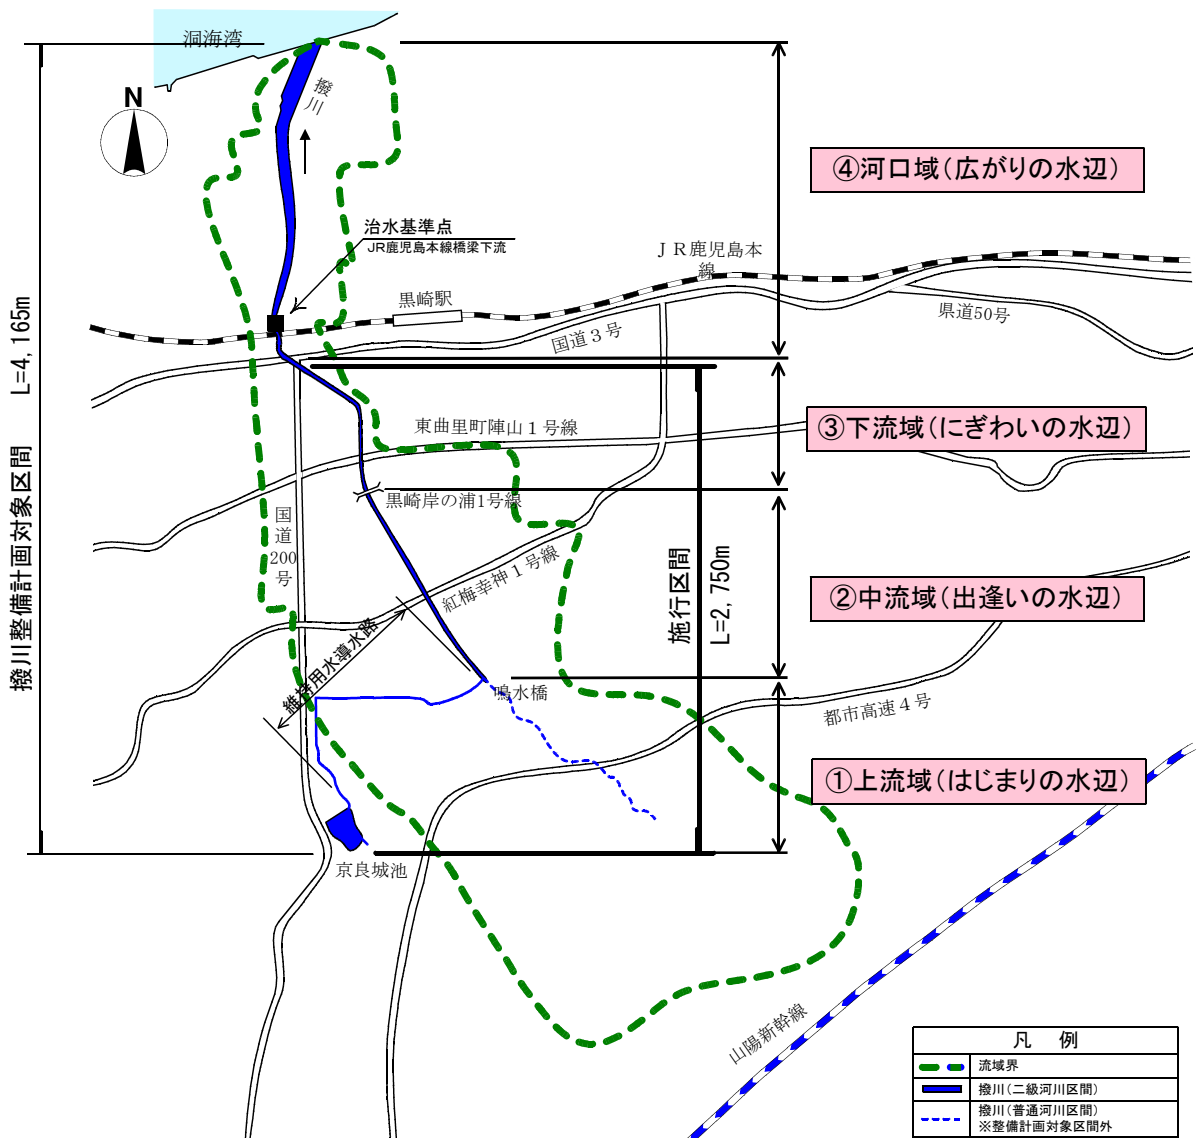 洞海湾
撥川
N
④河口域(広がりの水辺)
治水基準点
JR鹿児島本線橋梁下流
JR鹿児島本
線
黒崎駅
国道3号
県道50号
撥川整備計画対象区間 L=4,165m
東曲里町陣山1号線
③下流域(にぎわいの水辺)
黒崎岸の浦1号線
国道
200
号
紅梅幸神1号線
施行区間
L=2,750m
②中流域(出逢いの水辺)
維持用水導水路
鳴水橋
都市高速4号
①上流域(はじまりの水辺)
京良城池
山陽新幹線
凡 例
流域界
撥川(二級河川区間)
撥川(普通河川区間)
※整備計画対象区間外